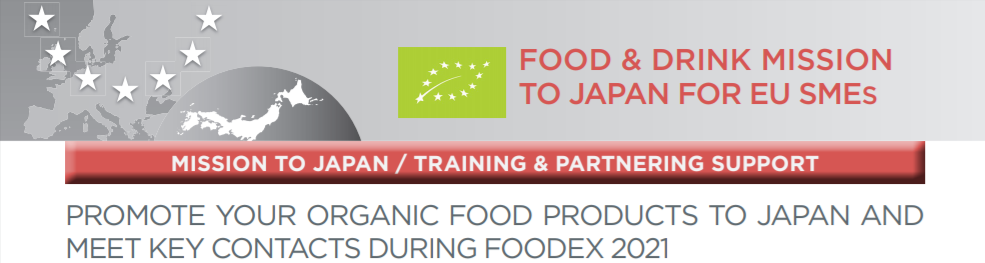 FOOD & DRINK MISSION
TO JAPAN FOR EU SMEs
MISSION TO JAPAN / TRAINING & PARTNERING SUPPORT
PROMOTE YOUR ORGANIC FOOD PRODUCTS TO JAPAN AND
MEET KEY CONTACTS DURING FOODEX 2021